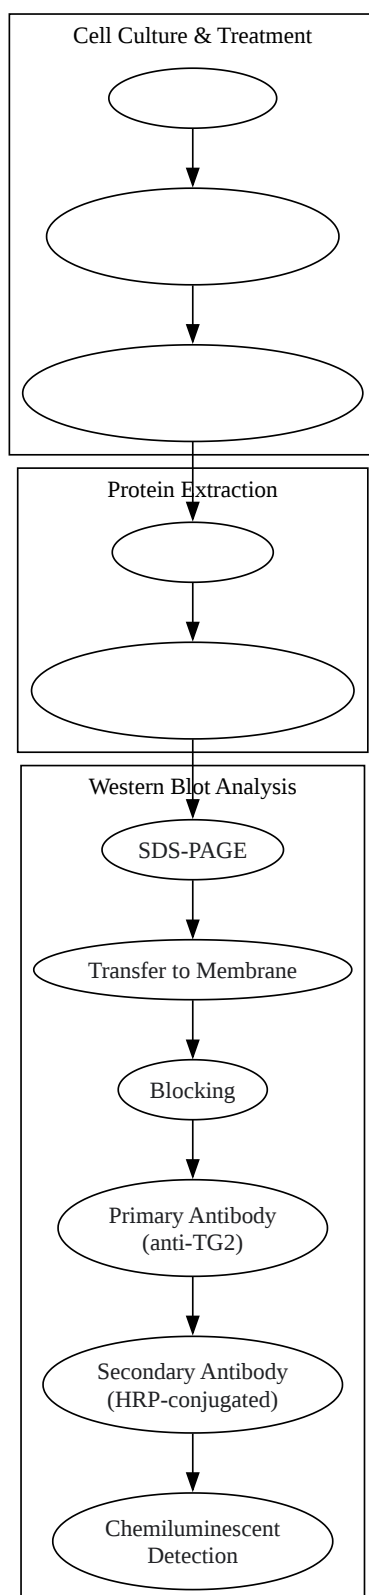 Cell Culture & Treatment
Protein Extraction
Western Blot Analysis
SDS-PAGE
Transfer to Membrane
Blocking
Primary Antibody
(anti-TG2)
Secondary Antibody
(HRP-conjugated)
Chemiluminescent
Detection